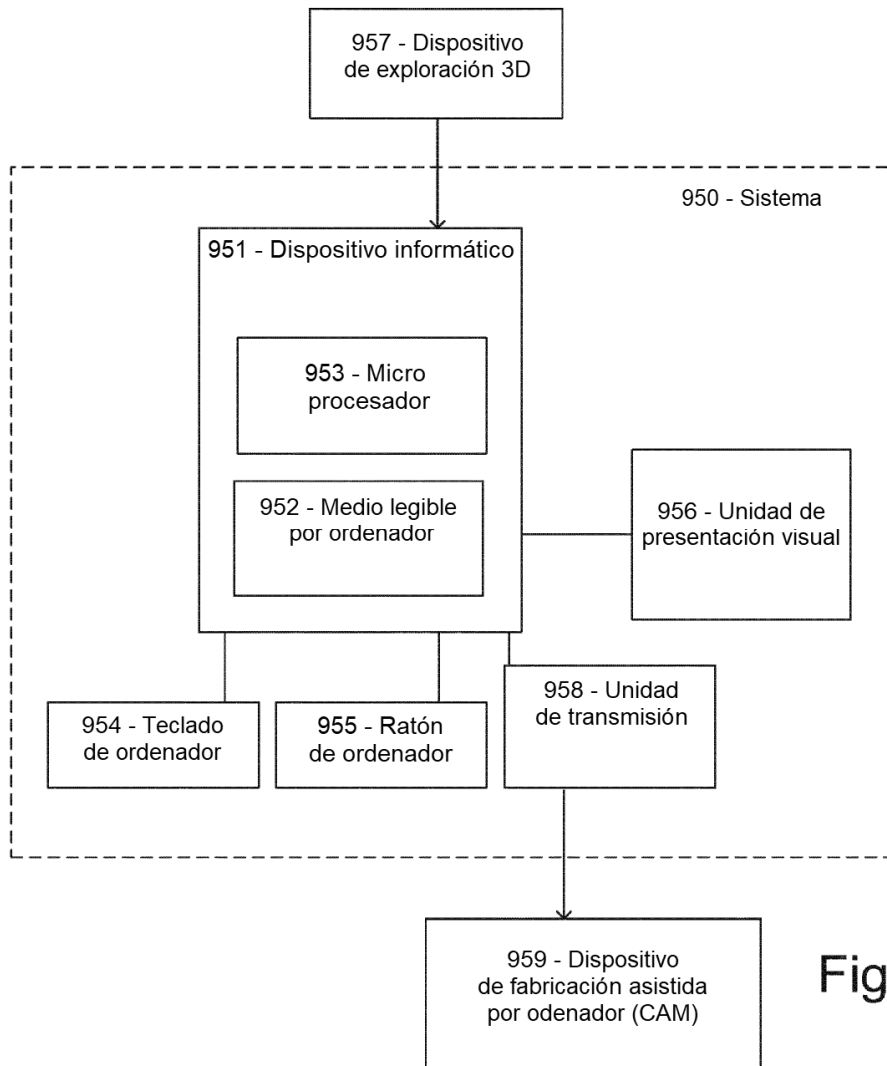 957 - Dispositivo
de exploración 3D
950 - Sistema
951 - Dispositivo informático
953 - Micro
procesador
952 - Medio legible
por ordenador
956 - Unidad de
presentación visual
958 - Unidad
de transmisión
954 - Teclado
de ordenador
955 - Ratón
de ordenador
959 - Dispositivo
de fabricación asistida
por odenador (CAM)
Fig